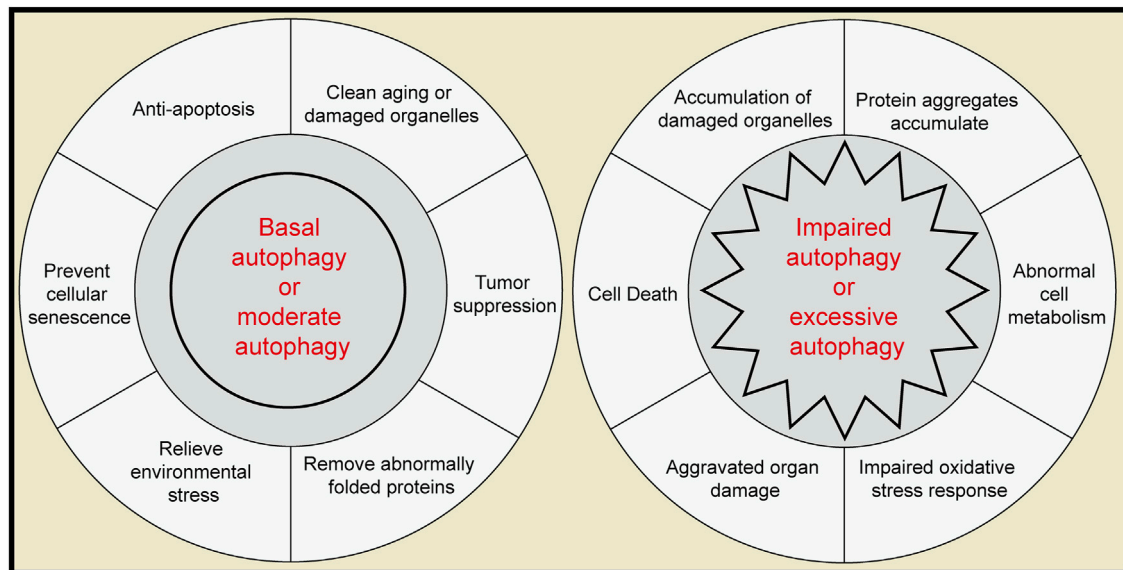 Anti-apoptosis
Clean aging or
damaged organelles
Tumor
suppression
Remove abnormally
folded proteins
Relieve
environmental
stress
Prevent
cellular
senescence
Basal
autophagy
or
moderate
autophagy
Accumulation of
damaged organelles
Protein aggregates
accumulate
Abnormal
cell
metabolism
Impaired oxidative
stress response
Aggravated organ
damage
Cell Death
Impaired
autophagy
or
excessive
autophagy